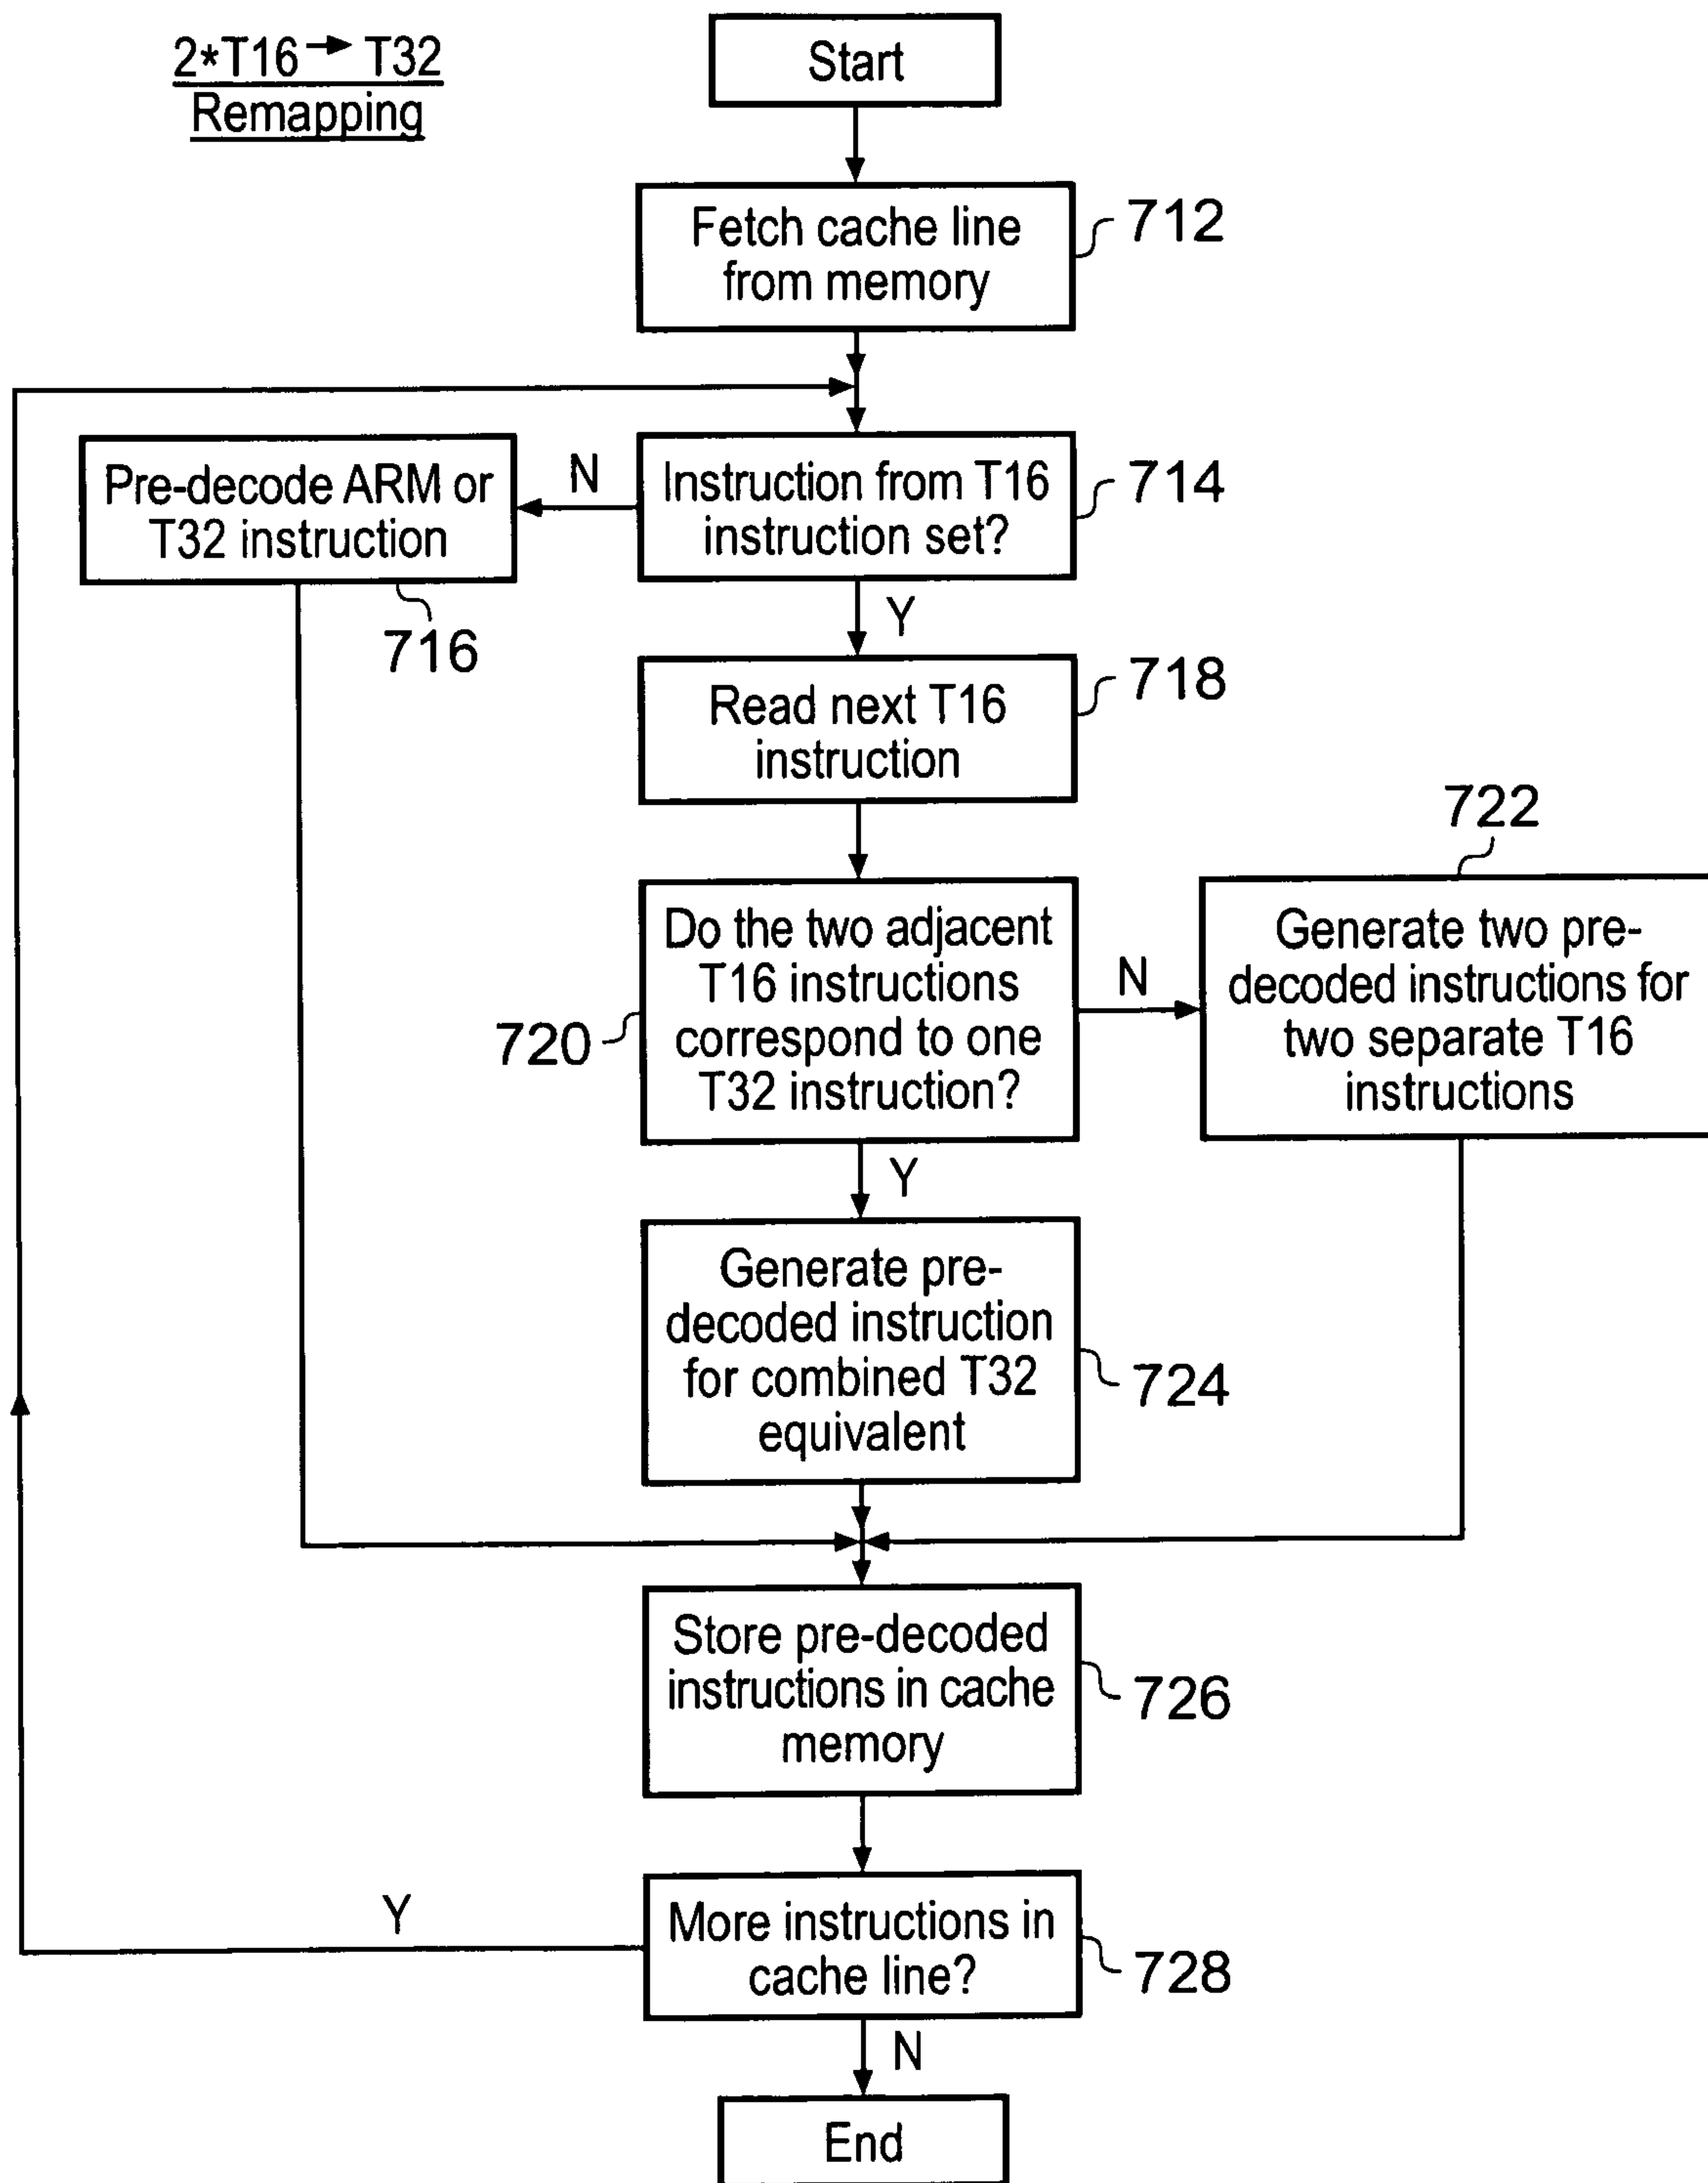 2*T16 → T32
Remapping
Start
Fetch cache line
from memory
712
Instruction from T16
instruction set?
714
N
Pre-decode ARM or
T32 instruction
716
Y
Read next T16
instruction
718
Do the two adjacent
T16 instructions
correspond to one
T32 instruction?
720
N
722
Generate two pre-
decoded instructions for
two separate T16
instructions
Y
Generate pre-
decoded instruction
for combined T32
equivalent
724
Store pre-decoded
instructions in cache
memory
726
More instructions in
cache line?
728
Y
N
End